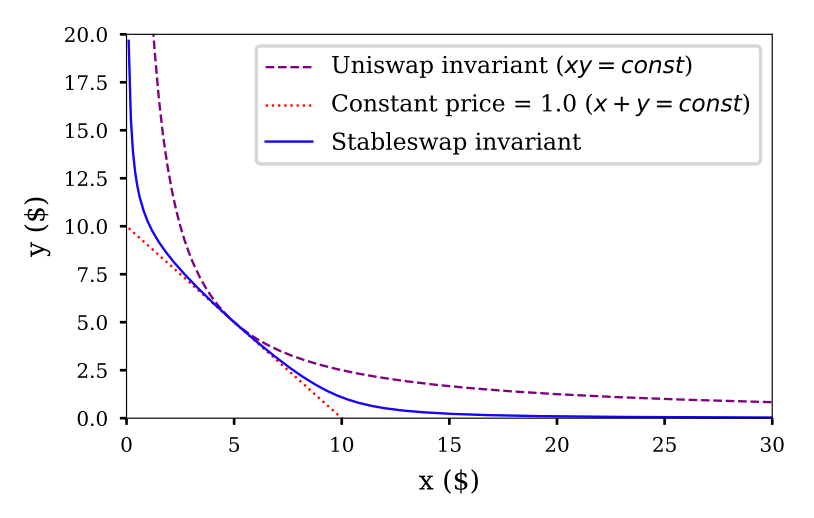 20.0
17.5
15.0
12.5
10.0
7.5
5.0
2.5
0.0
y ($)
Uniswap invariant (xy = const)
Constant price = 1.0 (x + y = const)
Stableswap invariant
0 5 10 15 20 25 30
x ($)